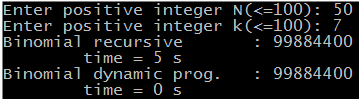 Enter positive integer N(<=100): 50
Enter positive integer k(<=100): 7
Binomial recursive : 99884400
time = 5 s
Binomial dynamic prog. : 99884400
time = 0 s